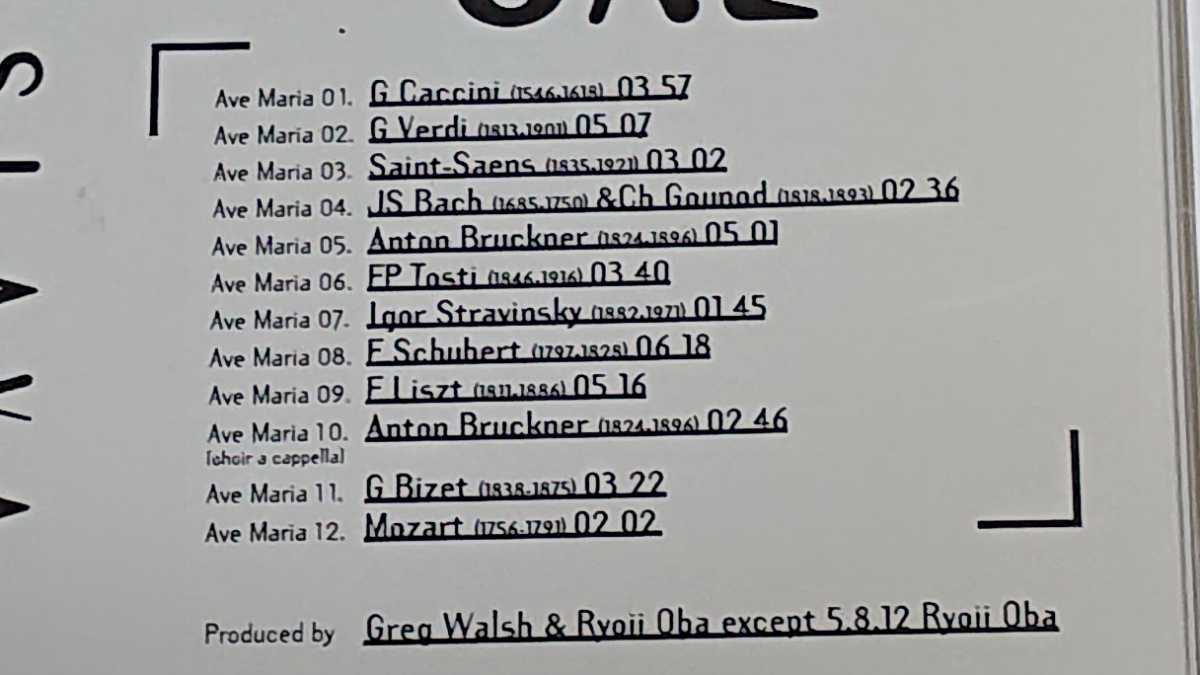 Ave Maria 01. G Caccini (1546.1618) 03 57
Ave Maria 02. G Verdi (1813.1901) 05 07
Ave Maria 03. Saint-Saens (1835.1921) 03 02
Ave Maria 04. JS Bach (1685.1750) &Ch Gounod (1818.1893) 02 36
Ave Maria 05. Anton Bruckner (1824.1896) 05 01
Ave Maria 06. FP Tosti (1846.1916) 03 40
Ave Maria 07. Igor Stravinsky (1882.1971) 01 45
Ave Maria 08. F Schubert (1797.1828) 06 18
Ave Maria 09. F Liszt (1811.1886) 05 16
Ave Maria 10. Anton Bruckner (1824.1896) 02 46
[choir a cappella]
Ave Maria 11. G Bizet (1838-1875) 03 22
Ave Maria 12. Mozart (1756-1791) 02 02
Produced by Greg Walsh & Ryoji Oba except 5.8.12 Ryoji Oba